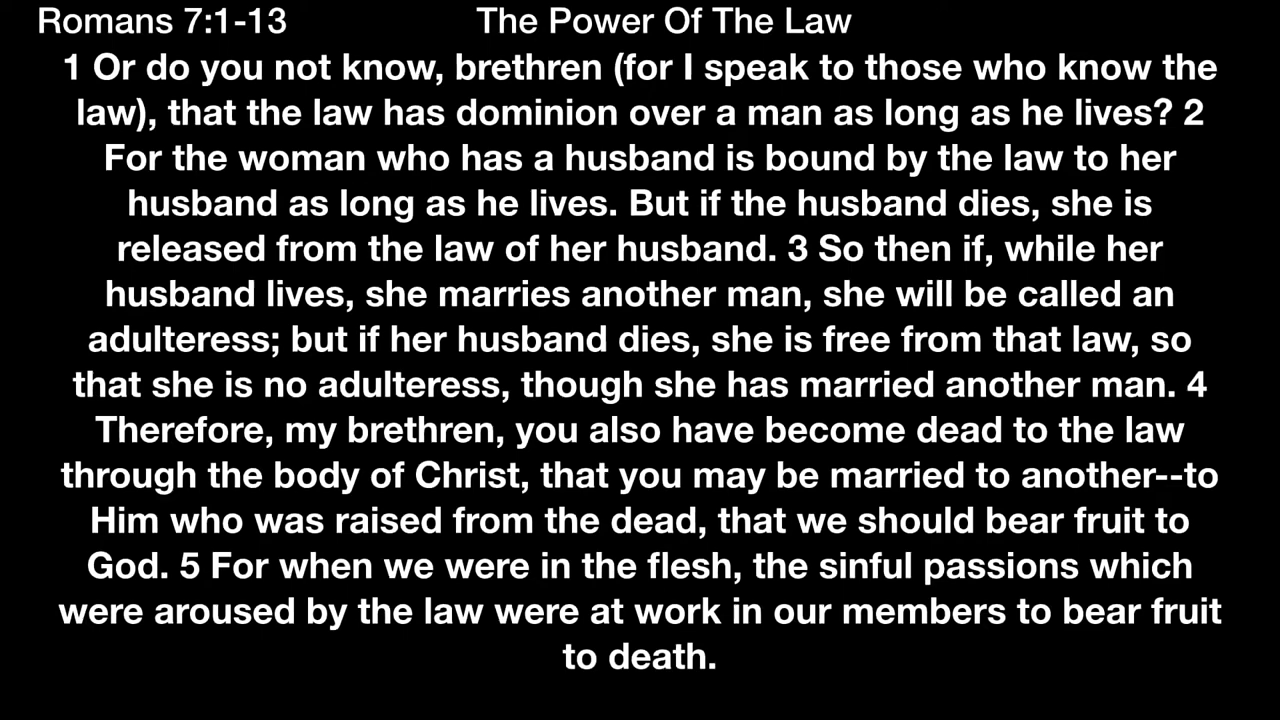 Romans 7:1-13 The Power Of The Law
1 Or do you not know, brethren (for I speak to those who know the
law), that the law has dominion over a man as long as he lives? 2
For the woman who has a husband is bound by the law to her
husband as long as he lives. But if the husband dies, she is
released from the law of her husband. 3 So then if, while her
husband lives, she marries another man, she will be called an
adulteress; but if her husband dies, she is free from that law, so
that she is no adulteress, though she has married another man. 4
Therefore, my brethren, you also have become dead to the law
through the body of Christ, that you may be married to another--to
Him who was raised from the dead, that we should bear fruit to
God. 5 For when we were in the flesh, the sinful passions which
were aroused by the law were at work in our members to bear fruit
to death.